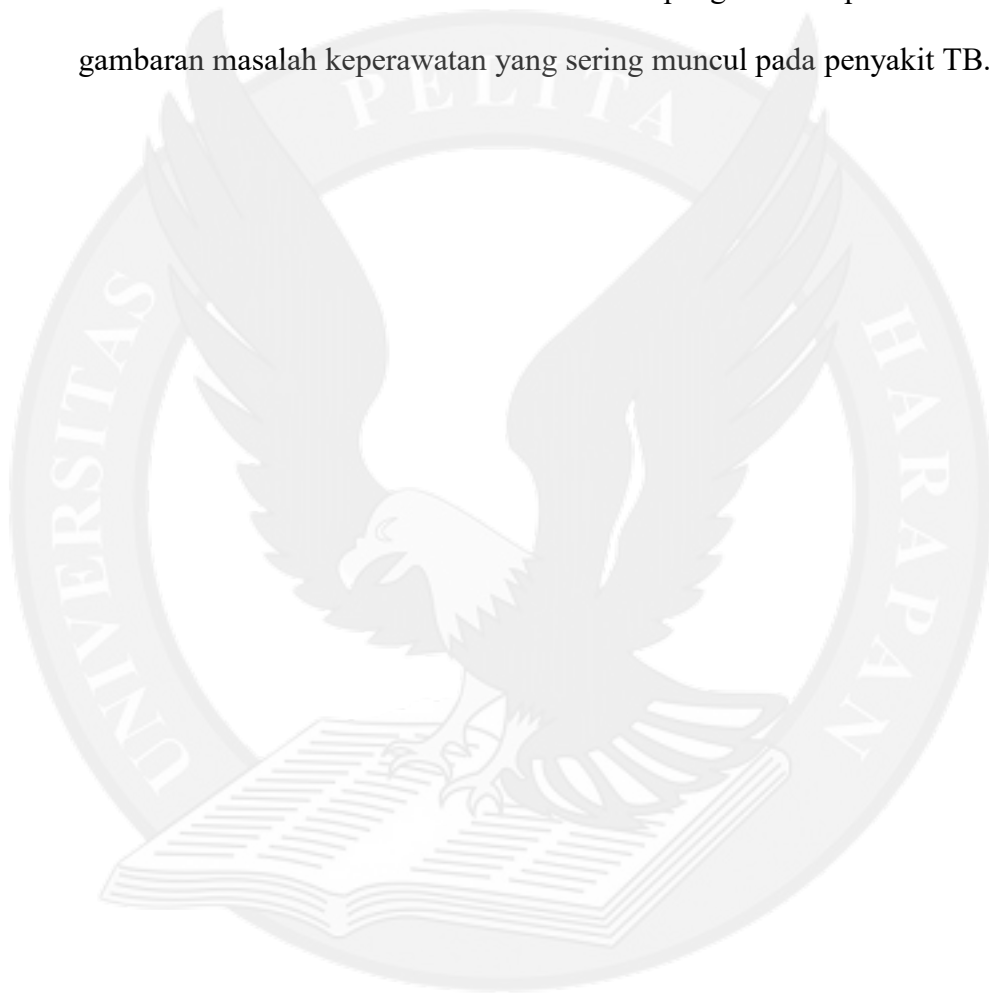 gambaran masalah keperawatan yang sering muncul pada penyakit TB.
PELITA
UNIVERSITAS
HARAPAN